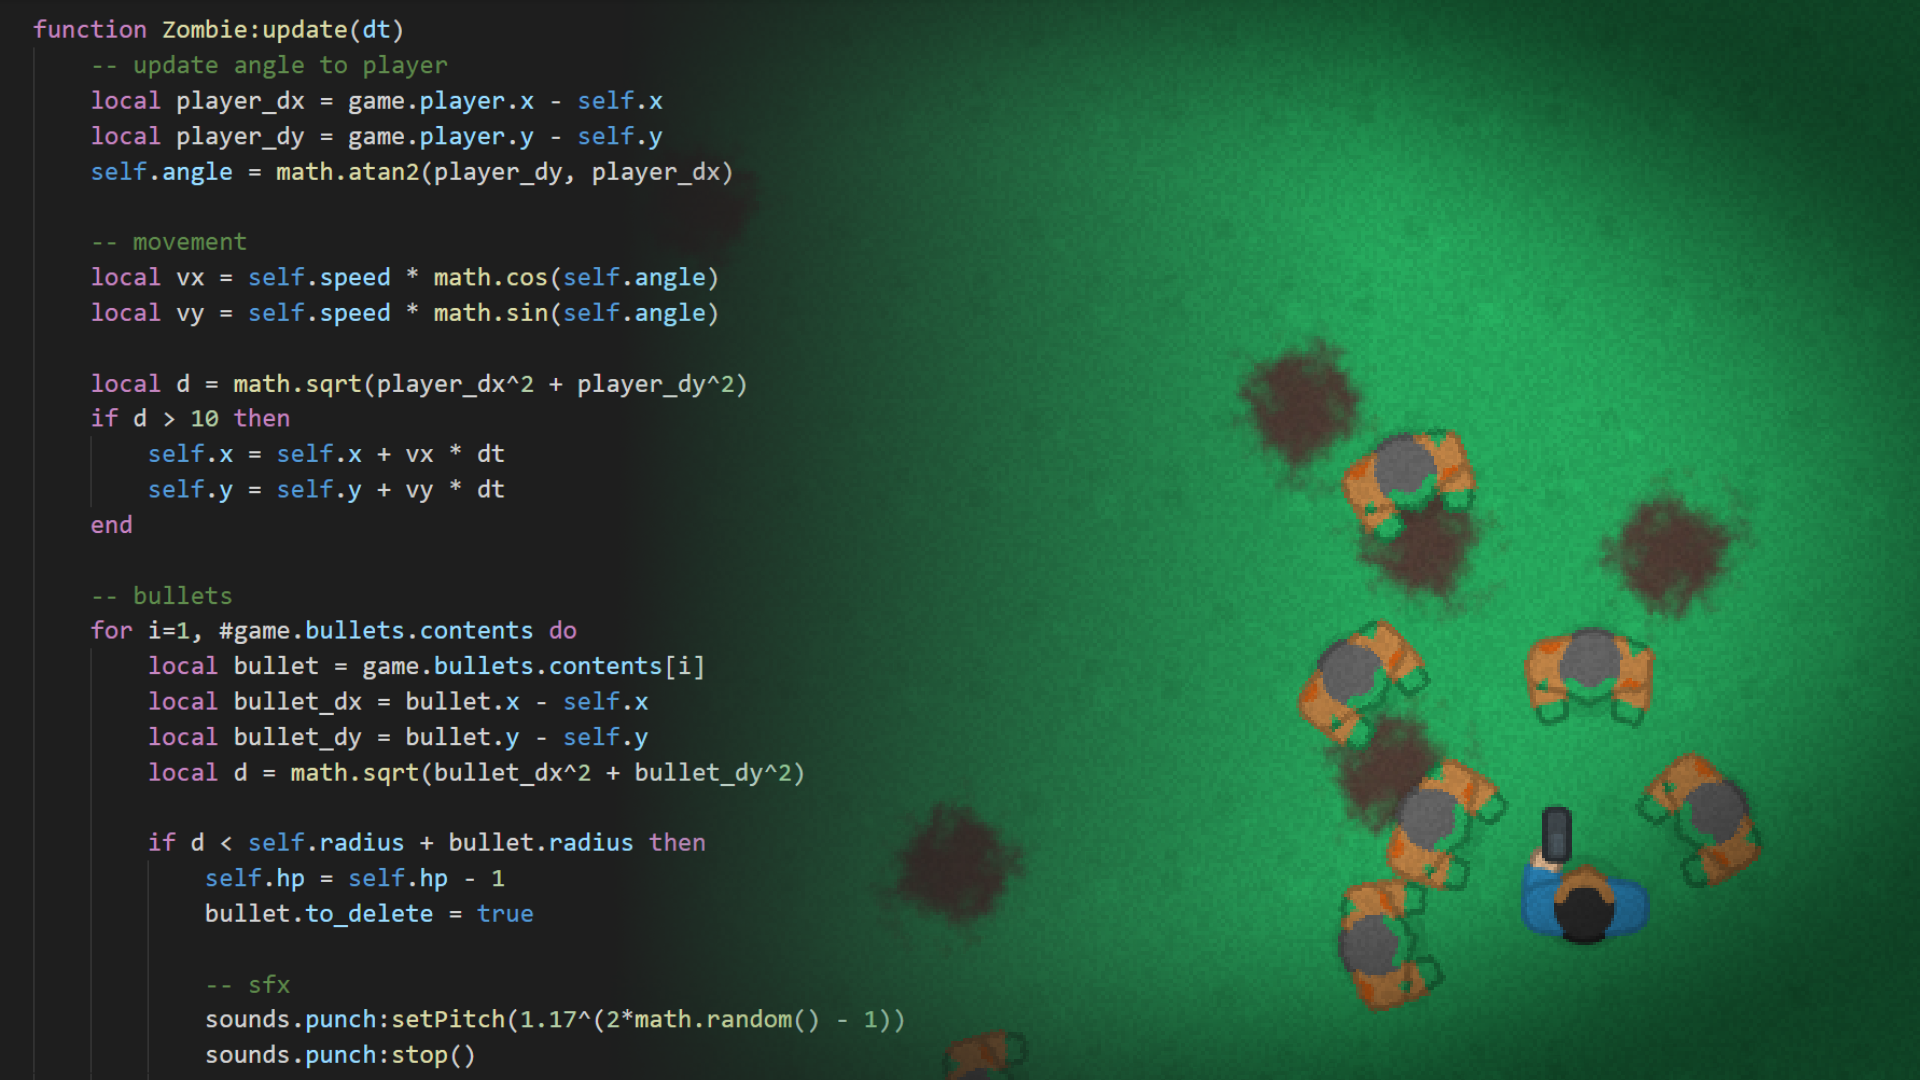 function Zombie:update(dt)
-- update angle to player
local player_dx = game.player.x - self.x
local player_dy = game.player.y - self.y
self.angle = math.atan2(player_dy, player_dx)
-- movement
local vx = self.speed * math.cos(self.angle)
local vy = self.speed * math.sin(self.angle)
local d = math.sqrt(player_dx^2 + player_dy^2)
if d > 10 then
self.x = self.x + vx * dt
self.y = self.y + vy * dt
end
-- bullets
for i=1, #game.bullets.contents do
local bullet = game.bullets.contents[i]
local bullet_dx = bullet.x - self.x
local bullet_dy = bullet.y - self.y
local d = math.sqrt(bullet_dx^2 + bullet_dy^2)
if d < self.radius + bullet.radius then
self.hp = self.hp - 1
bullet.to_delete = true
-- sfx
sounds.punch:setPitch(1.17^(2*math.random() - 1))
sounds.punch:stop()